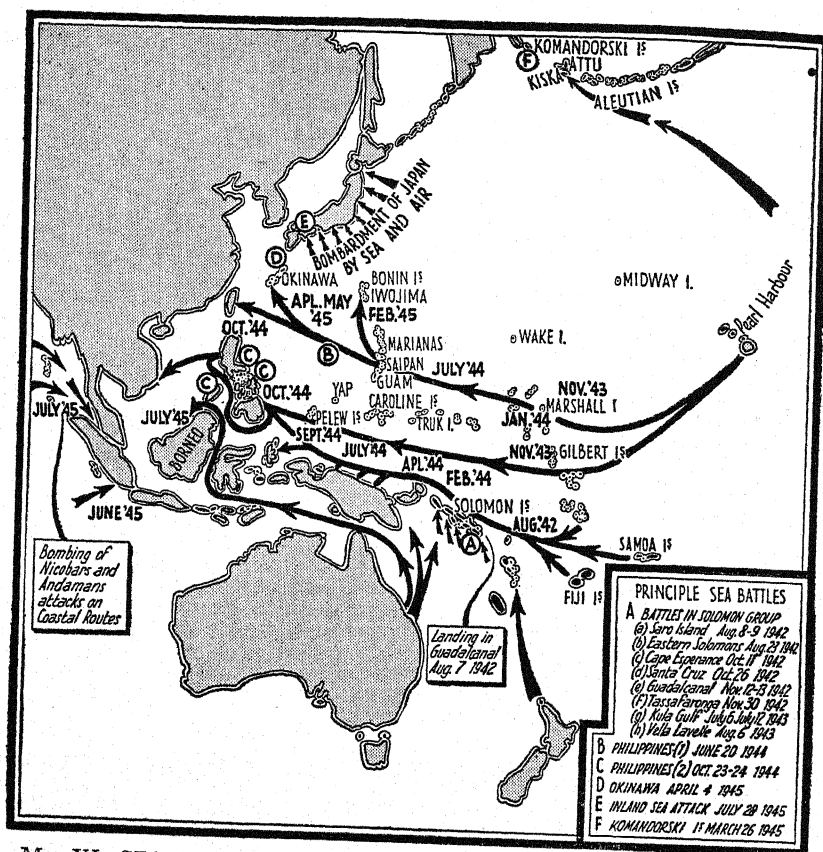 KOMANDORSKI IS
F
ATTU
KISKA
ALEUTIAN IS
BOMBARDMENT OF JAPAN
BY SEA AND AIR
E
D
OKINAWA
APL. MAY
'45
BONIN IS
IWOJIMA
FEB.'45
MIDWAY I.
Pearl Harbour
OCT.'44
MARIANAS
B
WAKE I.
C
C
C
SAIPAN
GUAM
JULY '44
OCT.'44
YAP
CAROLINE IS
NOV.'43
MARSHALL I
JAN.'44
JULY'45
JULY'45
PELEW IS
TRUK I.
SEPT.'44
JULY'44
NOV.'43
GILBERT IS
BORNEO
APL.'44
FEB.'44
JUNE '45
SOLOMON IS
AUG.'42
A
SAMOA IS
FIJI IS
Bombing of
Nicobars and
Andamans
attacks on
Coastal Routes
Landing in
Guadalcanal
Aug. 7 1942
PRINCIPLE SEA BATTLES
A BATTLES IN SOLOMON GROUP
(a) Savo Island Aug. 8-9 1942
(b) Eastern Solomons Aug. 23 1942
(c) Cape Esperance Oct. 11 1942
(d) Santa Cruz Oct. 26 1942
(e) Guadalcanal Nov. 12-13 1942
(F) Tassafaronga Nov. 30 1942
(g) Kula Gulf July 6 July 12 1943
(h) Vella Lavelle Aug. 6 1943
B PHILIPPINES(1) JUNE 20 1944
C PHILIPPINES(2) OCT. 23-24 1944
D OKINAWA APRIL 4 1945
E INLAND SEA ATTACK JULY 28 1945
F KOMANDORSKI IS MARCH 26 1945